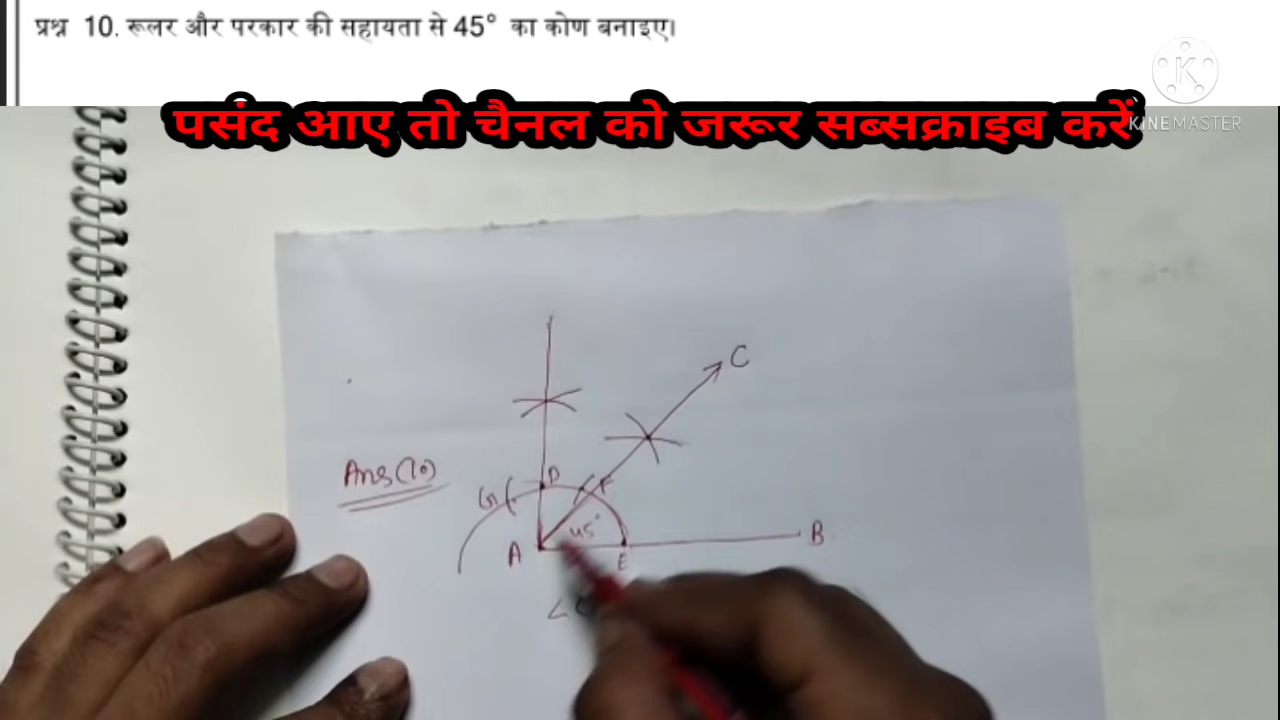 प्रश्न 10. रूलर और परकार की सहायता से 45° का कोण बनाइए।
K
KINEMASTER
पसंद आए तो चैनल को जरूर सब्सक्राइब करें
C
Ans (10)
G
D
F
45°
A
E
B
∠C